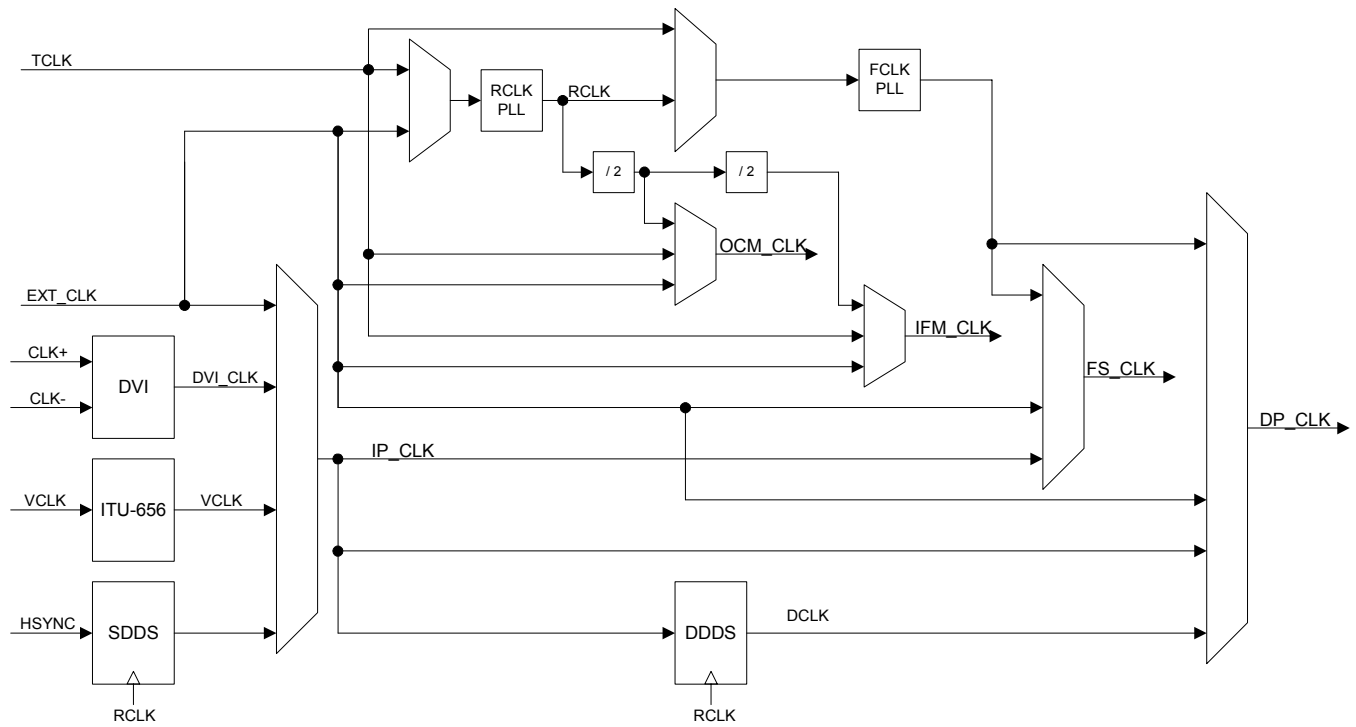 TCLK
RCLK
PLL
RCLK
FCLK
PLL
/ 2
/ 2
OCM_CLK
EXT_CLK
IFM_CLK
CLK+
DVI
DVI_CLK
CLK-
FS_CLK
DP_CLK
IP_CLK
VCLK
ITU-656
VCLK
HSYNC
SDDS
DDDS
DCLK
RCLK
RCLK